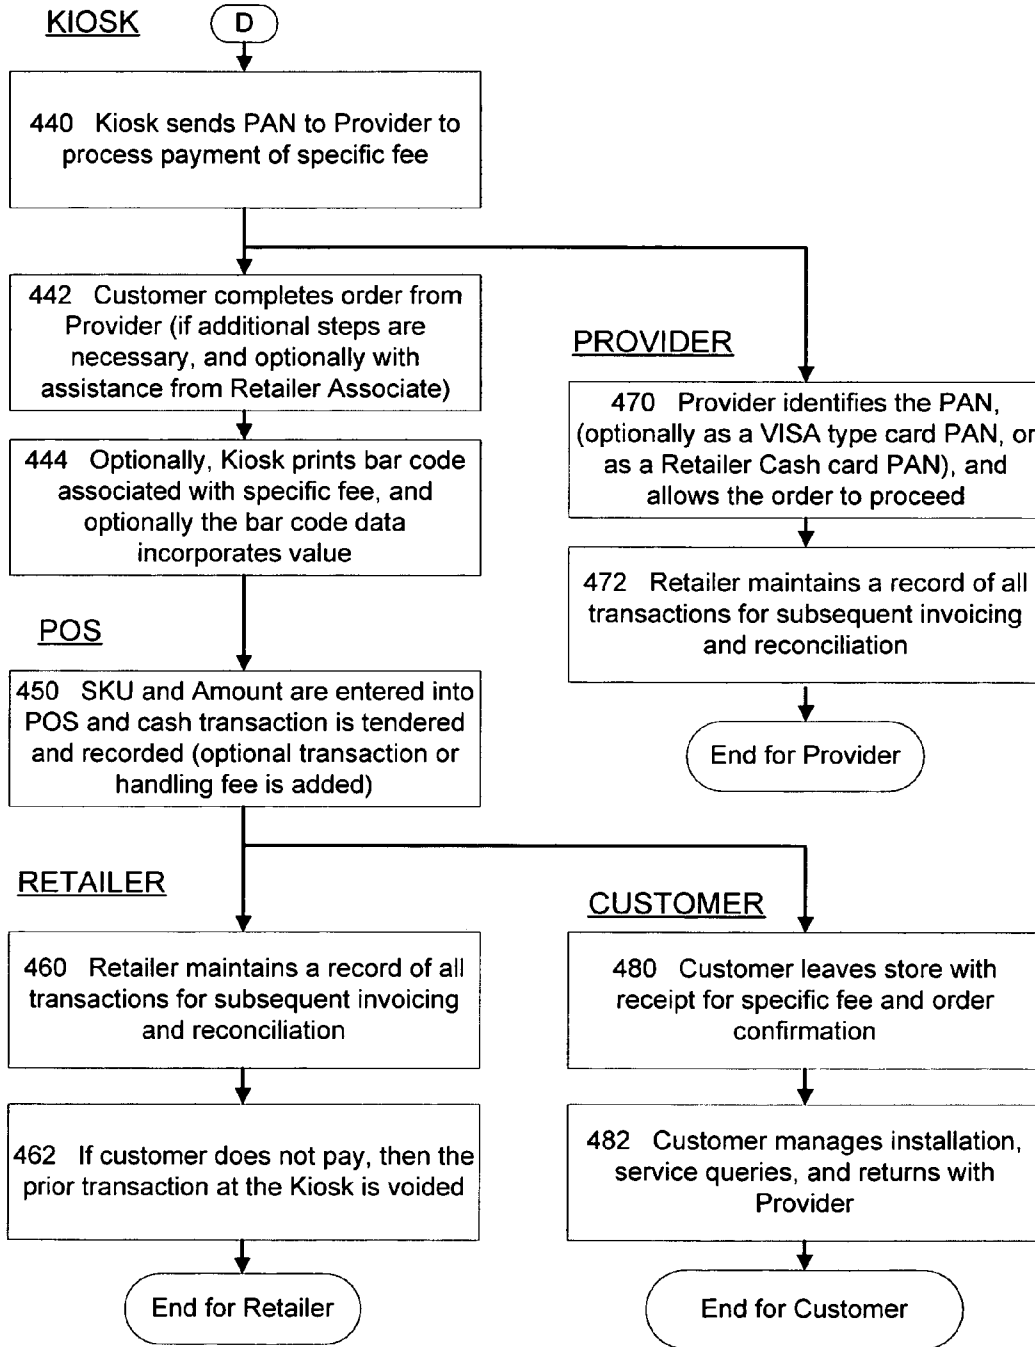 KIOSK
D
440 Kiosk sends PAN to Provider to
process payment of specific fee
442 Customer completes order from
Provider (if additional steps are
necessary, and optionally with
assistance from Retailer Associate)
444 Optionally, Kiosk prints bar code
associated with specific fee, and
optionally the bar code data
incorporates value
PROVIDER
470 Provider identifies the PAN,
(optionally as a VISA type card PAN, or
as a Retailer Cash card PAN), and
allows the order to proceed
472 Retailer maintains a record of all
transactions for subsequent invoicing
and reconciliation
End for Provider
POS
450 SKU and Amount are entered into
POS and cash transaction is tendered
and recorded (optional transaction or
handling fee is added)
RETAILER
460 Retailer maintains a record of all
transactions for subsequent invoicing
and reconciliation
462 If customer does not pay, then the
prior transaction at the Kiosk is voided
End for Retailer
CUSTOMER
480 Customer leaves store with
receipt for specific fee and order
confirmation
482 Customer manages installation,
service queries, and returns with
Provider
End for Customer